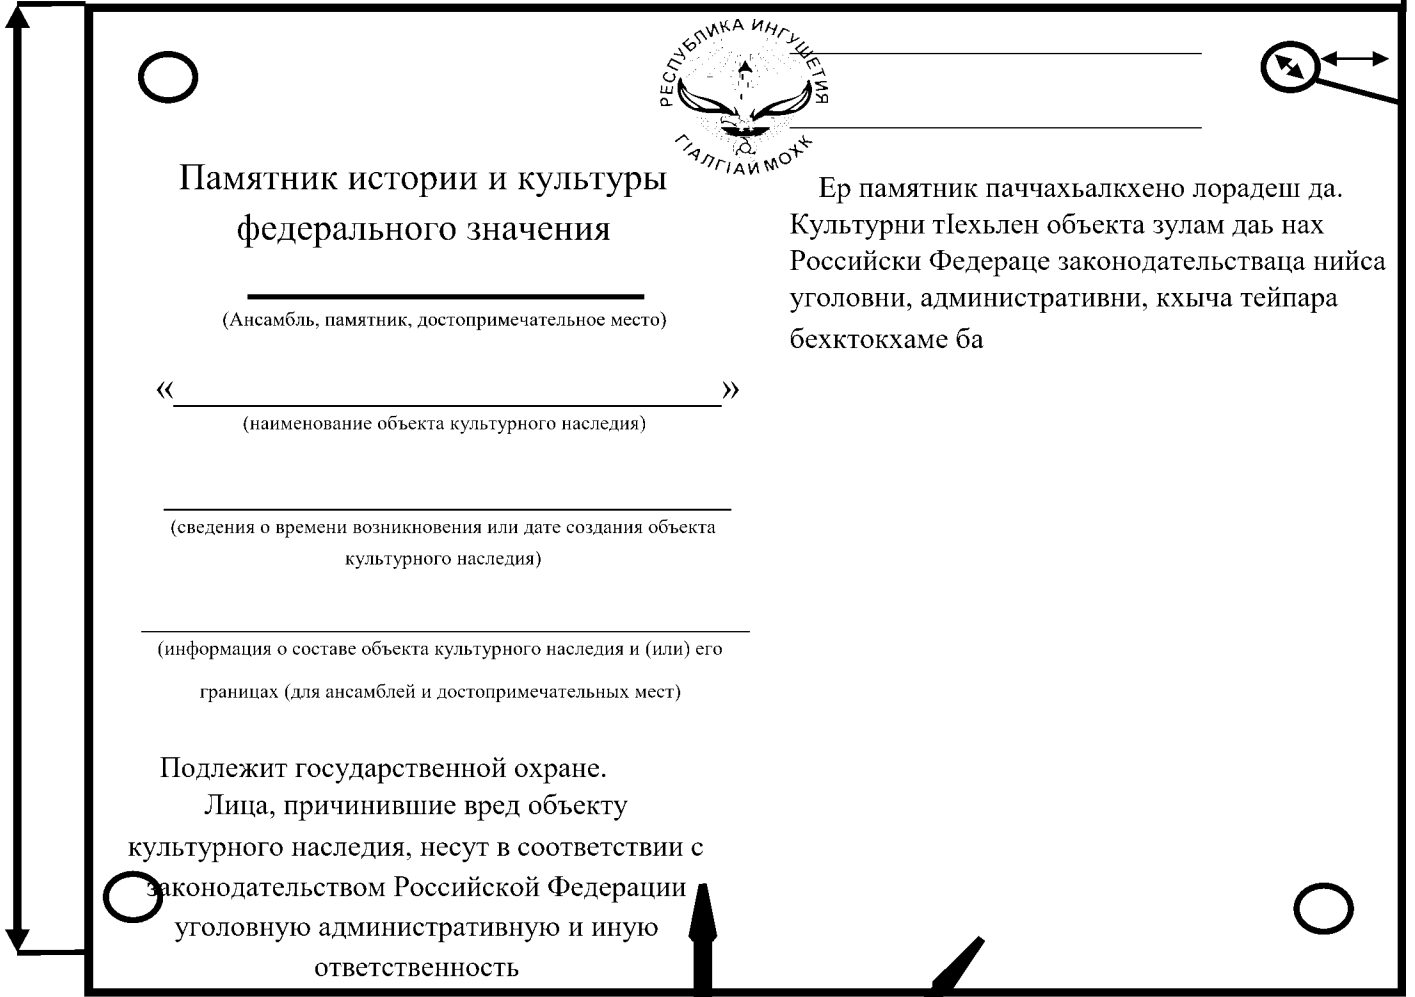 РЕСПУБЛИКА ИНГУШЕТИЯ
ГIАЛГIАЙ МОХК
Памятник истории и культуры
федерального значения
(Ансамбль, памятник, достопримечательное место)
«                                        »
(наименование объекта культурного наследия)
(сведения о времени возникновения или дате создания объекта
культурного наследия)
(информация о составе объекта культурного наследия и (или) его
границах (для ансамблей и достопримечательных мест)
Подлежит государственной охране.
Лица, причинившие вред объекту
культурного наследия, несут в соответствии с
законодательством Российской Федерации
уголовную административную и иную
ответственность
Ер памятник паччахьалкхено лорадеш да.
Культурни тIехьлен объекта зулам даь нах
Российски Федераце законодательстваца нийса
уголовни, административни, кхыча тейпара
бехктокхаме ба